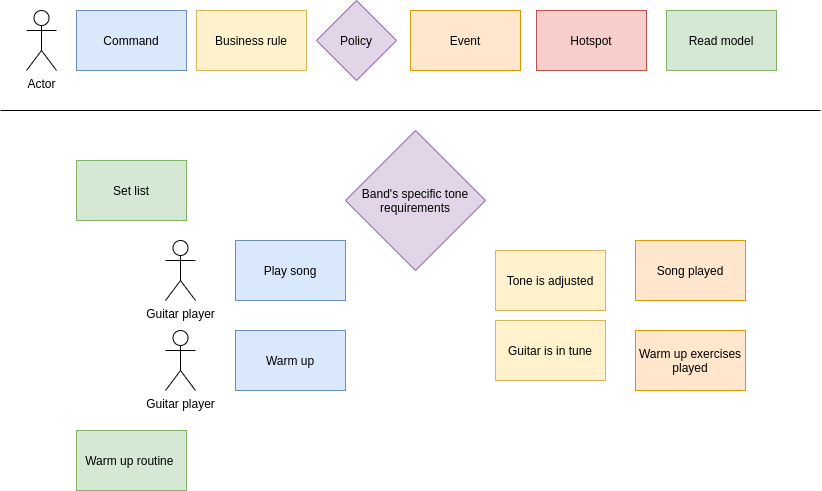 Command
Business rule
Policy
Event
Hotspot
Read model
Actor
Set list
Band's specific tone
requirements
Play song
Tone is adjusted
Song played
Guitar player
Warm up
Guitar is in tune
Warm up exercises
played
Guitar player
Warm up routine